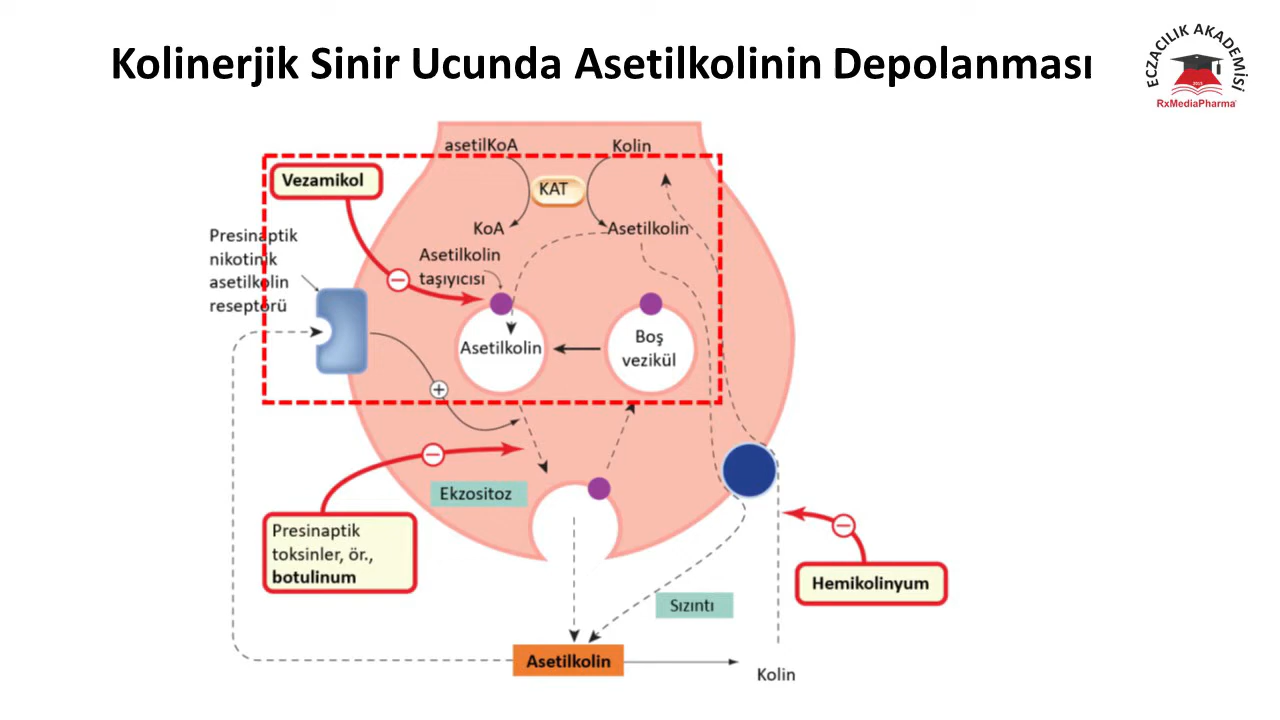 Kolinerjik Sinir Ucunda Asetilkolinin Depolanması
ECZACILIK AKADEMİSİ
RxMediaPharma
asetilKoA
Kolin
Vezamikol
KAT
KoA
Asetilkolin
Presinaptik
nikotinik
asetilkolin
reseptörü
Asetilkolin
taşıyıcısı
Asetilkolin
Boş
vezikül
Ekzositoz
Presinaptik
toksinler, ör.,
botulinum
Hemikolinyum
Sızıntı
Asetilkolin
Kolin